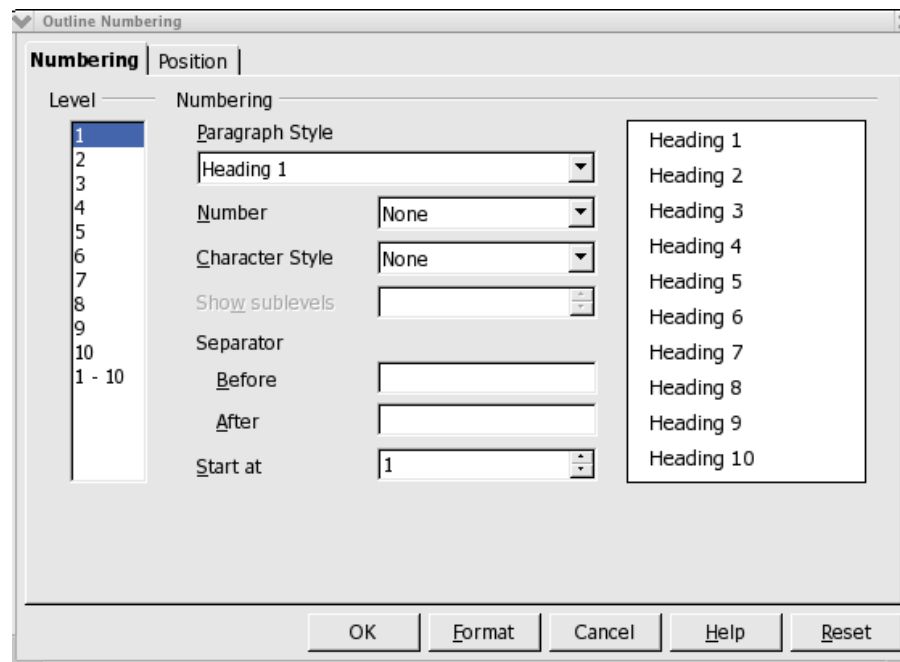 Outline Numbering
Numbering Position
Level Numbering
1
2
3
4
5
6
7
8
9
10
1 - 10
Paragraph Style
Heading 1
Number None
Character Style None
Show sublevels
Separator
Before
After
Start at 1
Heading 1
Heading 2
Heading 3
Heading 4
Heading 5
Heading 6
Heading 7
Heading 8
Heading 9
Heading 10
OK Format Cancel Help Reset